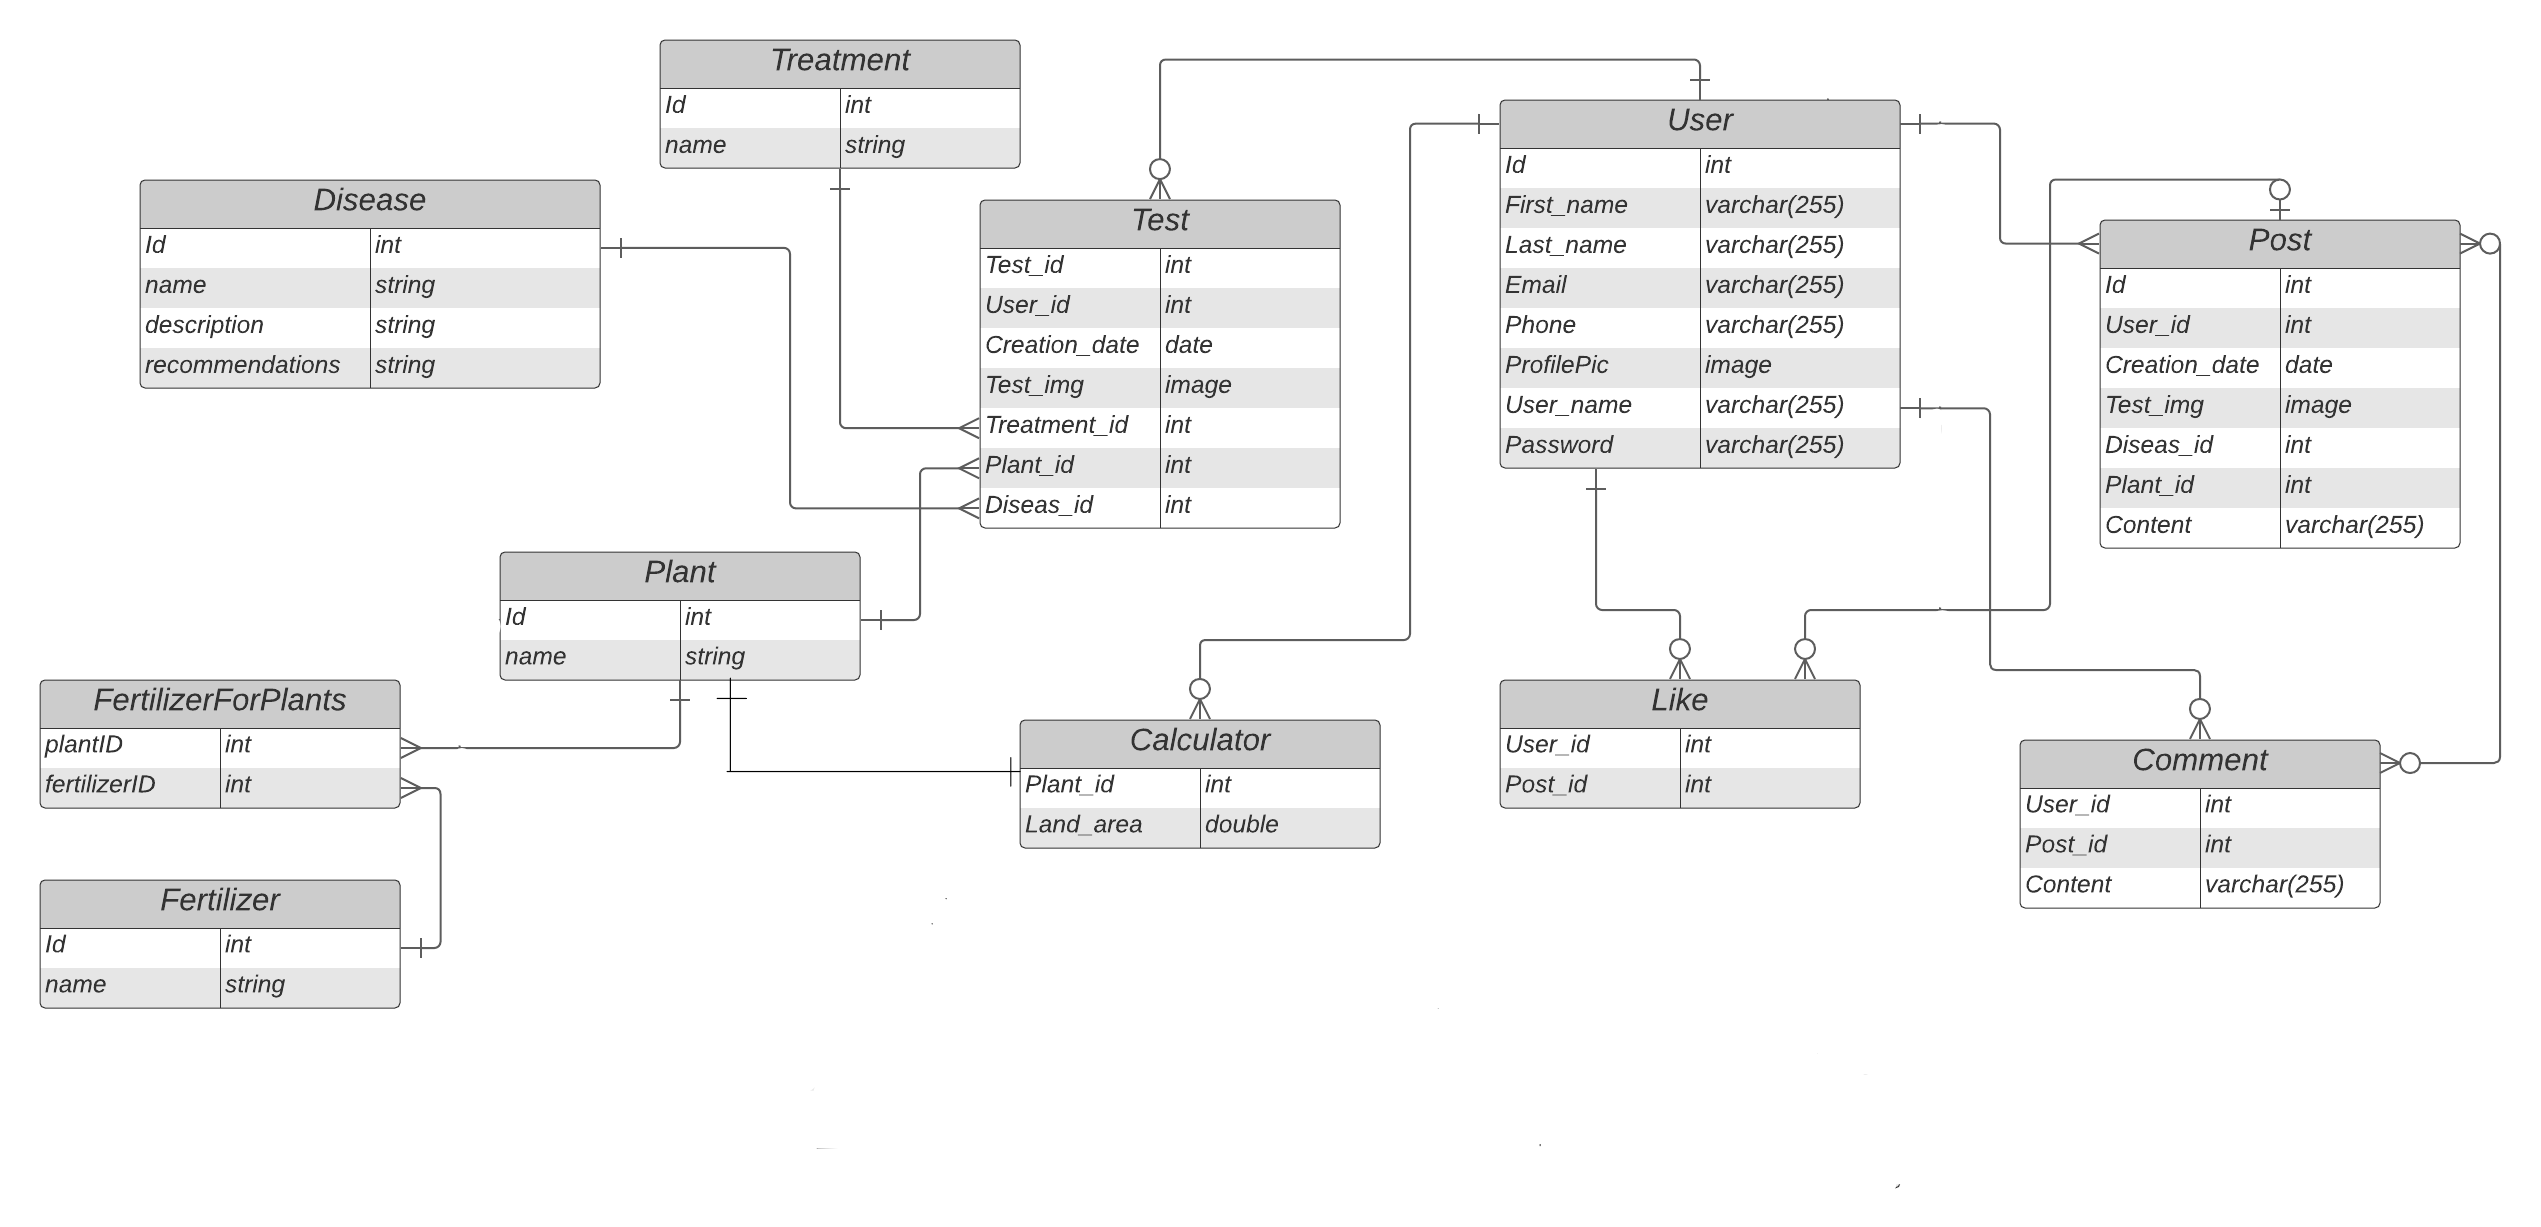 Treatment
Id int
name string
Disease
Id int
name string
description string
recommendations string
Test
Test_id int
User_id int
Creation_date date
Test_img image
Treatment_id int
Plant_id int
Diseas_id int
User
Id int
First_name varchar(255)
Last_name varchar(255)
Email varchar(255)
Phone varchar(255)
ProfilePic image
User_name varchar(255)
Password varchar(255)
Post
Id int
User_id int
Creation_date date
Test_img image
Diseas_id int
Plant_id int
Content varchar(255)
Plant
Id int
name string
FertilizerForPlants
plantID int
fertilizerID int
Calculator
Plant_id int
Land_area double
Like
User_id int
Post_id int
Comment
User_id int
Post_id int
Content varchar(255)
Fertilizer
Id int
name string